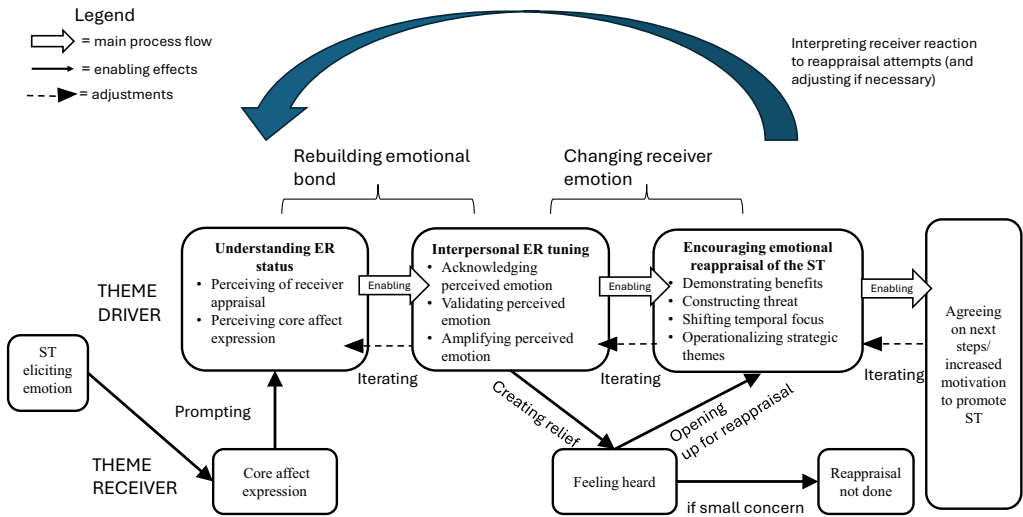 Legend
= main process flow
= enabling effects
= adjustments
Interpreting receiver reaction
to reappraisal attempts (and
adjusting if necessary)
Rebuilding emotional
bond
Changing receiver
emotion
THEME
DRIVER
Understanding ER
status
• Perceiving of receiver
appraisal
• Perceiving core affect
expression
Enabling
Interpersonal ER tuning
• Acknowledging
perceived emotion
• Validating perceived
emotion
• Amplifying perceived
emotion
Enabling
Encouraging emotional
reappraisal of the ST
• Demonstrating benefits
• Constructing threat
• Shifting temporal focus
• Operationalizing strategic
themes
Enabling
Agreeing
on next
steps/
increased
motivation
to promote
ST
Iterating
Iterating
Iterating
ST
eliciting
emotion
Prompting
Creating relief
Opening
up for reappraisal
THEME
RECEIVER
Core affect
expression
Feeling heard
if small concern
Reappraisal
not done